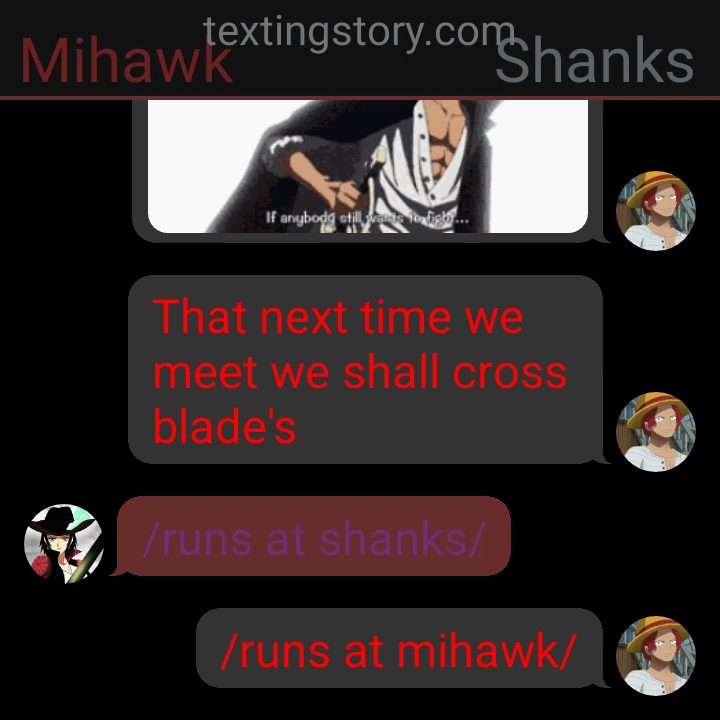 textingstory.com
Mihawk
Shanks
If anybody still wants to fight...
That next time we
meet we shall cross
blade's
/runs at shanks/
/runs at mihawk/